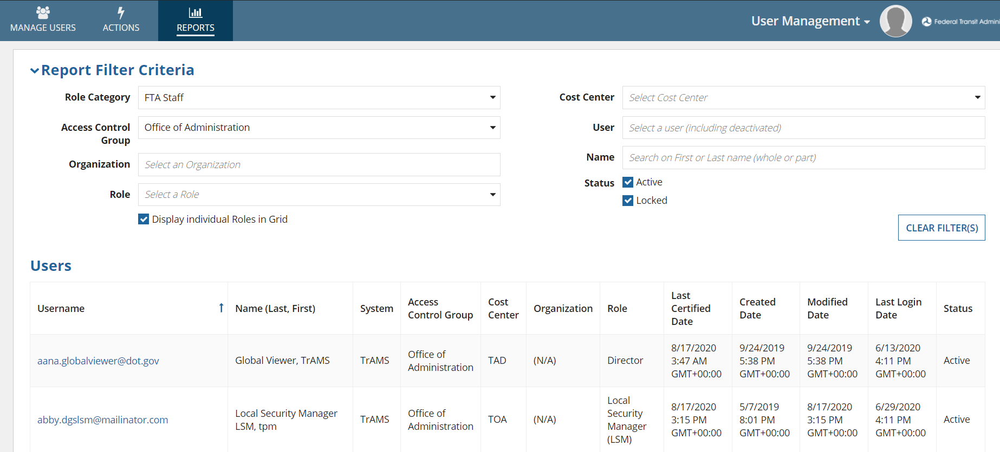 MANAGE USERS
ACTIONS
REPORTS
User Management
Federal Transit Admini
Report Filter Criteria
Role Category
FTA Staff
Cost Center
Select Cost Center
Access Control
Group
Office of Administration
User
Select a user (including deactivated)
Organization
Select an Organization
Name
Search on First or Last name (whole or part)
Role
Select a Role
Status
Active
Locked
Display individual Roles in Grid
CLEAR FILTER(S)
Users
Username
Name (Last, First)
System
Access
Control Group
Cost
Center
Organization
Role
Last
Certified
Date
Created
Date
Modified
Date
Last Login
Date
Status
aana.globalviewer@dot.gov
Global Viewer, TrAMS
TrAMS
Office of
Administration
TAD
(N/A)
Director
8/17/2020
3:47 AM
GMT+00:00
9/24/2019
5:38 PM
GMT+00:00
9/24/2019
5:38 PM
GMT+00:00
6/13/2020
4:11 PM
GMT+00:00
Active
abby.dgslsm@mailinator.com
Local Security Manager
LSM, tpm
TrAMS
Office of
Administration
TOA
(N/A)
Local
Security
Manager
(LSM)
8/17/2020
3:15 PM
GMT+00:00
5/7/2019
8:01 PM
GMT+00:00
8/17/2020
3:15 PM
GMT+00:00
6/29/2020
4:11 PM
GMT+00:00
Active